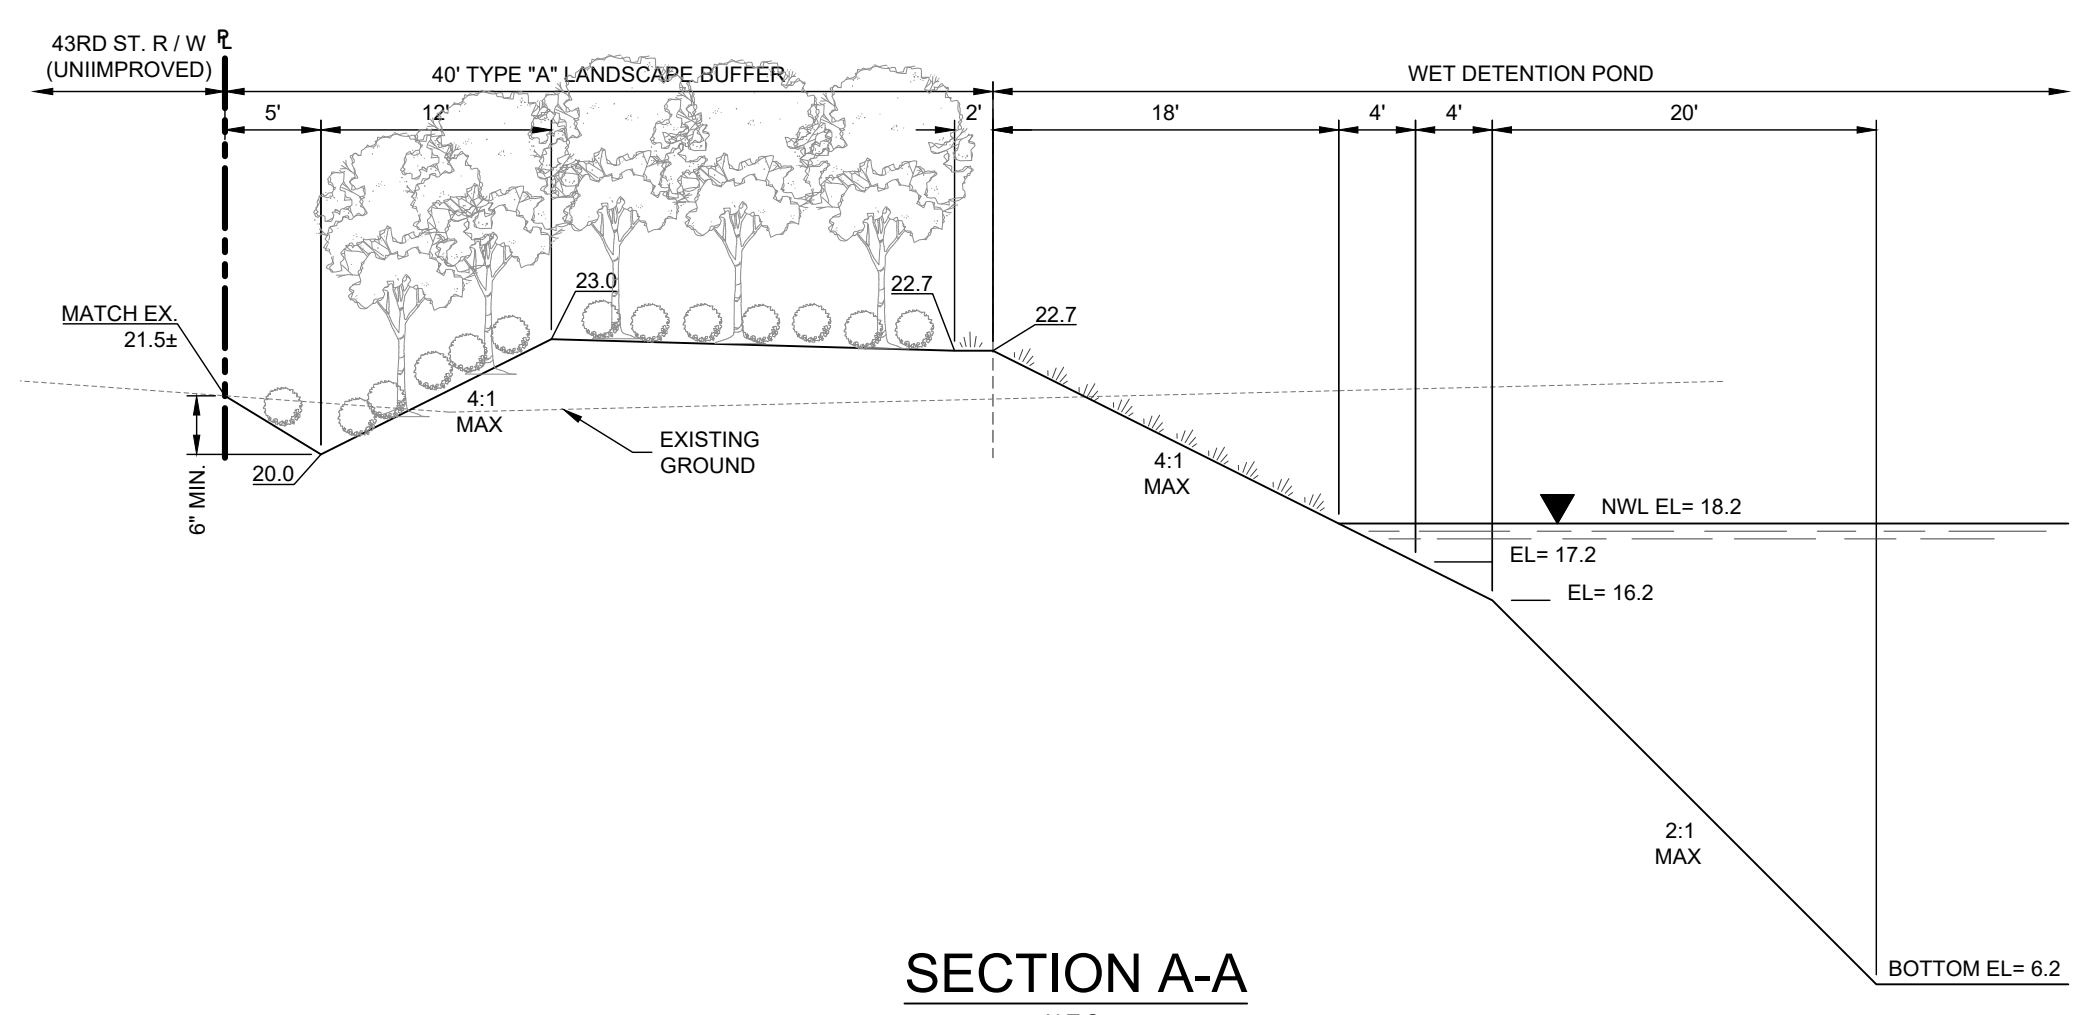 43RD ST. R / W
(UNIIMPROVED)
PL
40' TYPE "A" LANDSCAPE BUFFER
WET DETENTION POND
5'
12'
2'
18'
4'
4'
20'
MATCH EX.
21.5±
23.0
22.7
22.7
4:1
MAX
EXISTING
GROUND
20.0
6" MIN.
4:1
MAX
NWL EL= 18.2
EL= 17.2
EL= 16.2
2:1
MAX
BOTTOM EL= 6.2
SECTION A-A